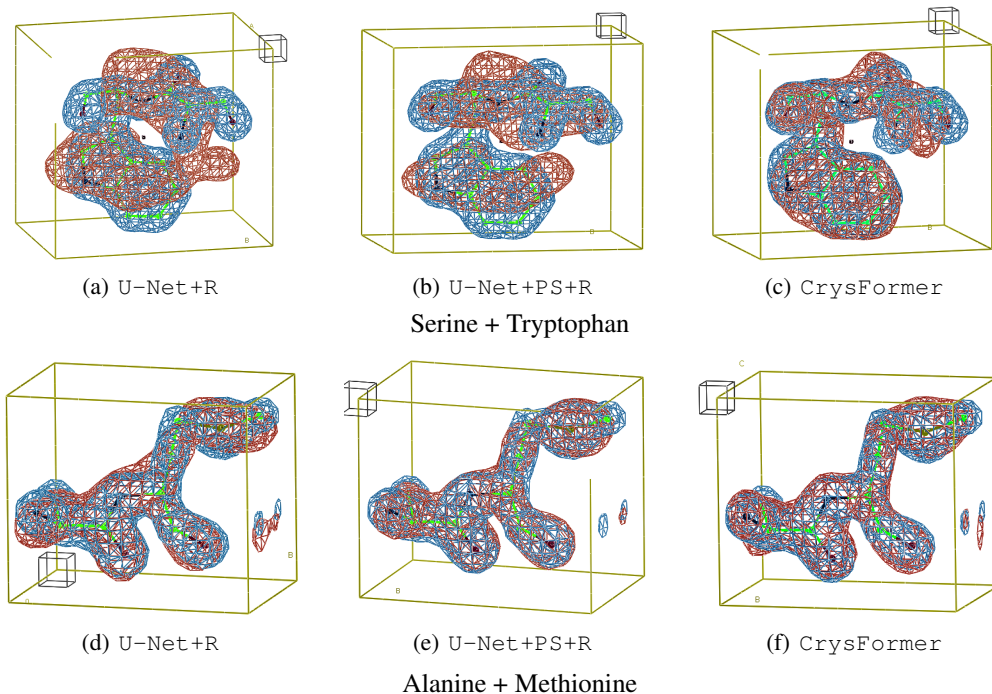 A
B
B
B
(a) U-Net+R
(b) U-Net+PS+R
(c) CrysFormer
Serine + Tryptophan
C
B
B
B
(d) U-Net+R
(e) U-Net+PS+R
(f) CrysFormer
Alanine + Methionine